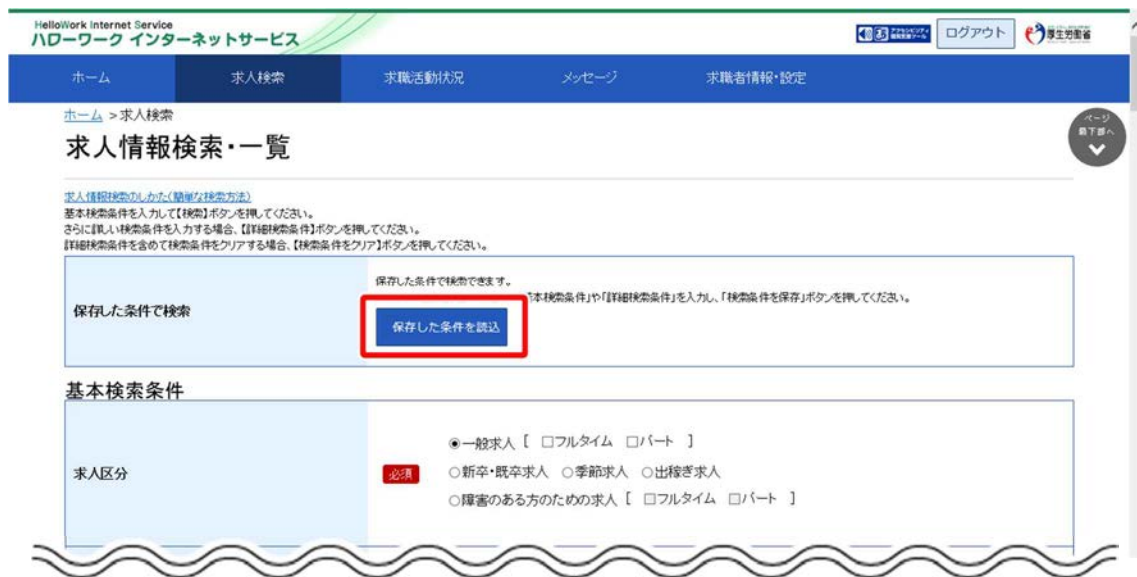 HelloWork Internet Service
ハローワーク インターネットサービス
ログアウト
厚生労働省
ホーム
求人検索
求職活動状況
メッセージ
求職者情報・設定
ホーム >求人検索
ページ
最下部へ
求人情報検索・一覧
求人情報検索のしかた(簡単な検索方法)
基本検索条件を入力して【検索】ボタンを押してください。
さらに詳しい検索条件を入力する場合、【詳細検索条件】ボタンを押してください。
詳細検索条件を含めて検索条件をクリアする場合、【検索条件をクリア】ボタンを押してください。
保存した条件で検索
保存した条件で検索できます。
本検索条件」や「詳細検索条件」を入力し、「検索条件を保存」ボタンを押してください。
保存した条件を読込
基本検索条件
求人区分
必須
一般求人 [ フルタイム パート ]
新卒・既卒求人 季節求人 出稼ぎ求人
障害のある方のための求人 [ フルタイム パート ]